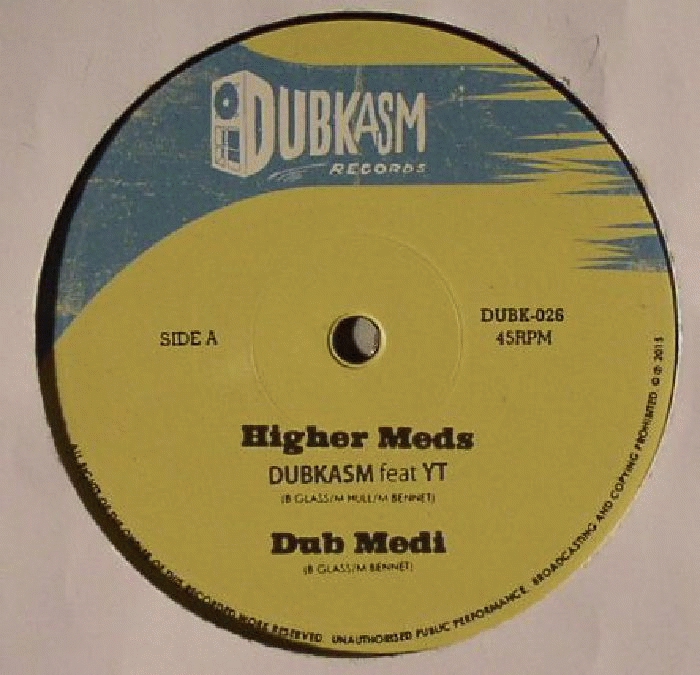 DUBKASM
RECORDS
SIDE A
DUBK-026
45RPM
Higher Meds
DUBKASM feat YT
(B GLASS/M HULL/M BENNET)
Dub Medi
(B GLASS/M BENNET)
ALL RIGHTS OF THE OWNER OF THE RECORDED WORK RESERVED. UNAUTHORISED PUBLIC PERFORMANCE, BROADCASTING AND COPYING PROHIBITED. © ℗ 2015